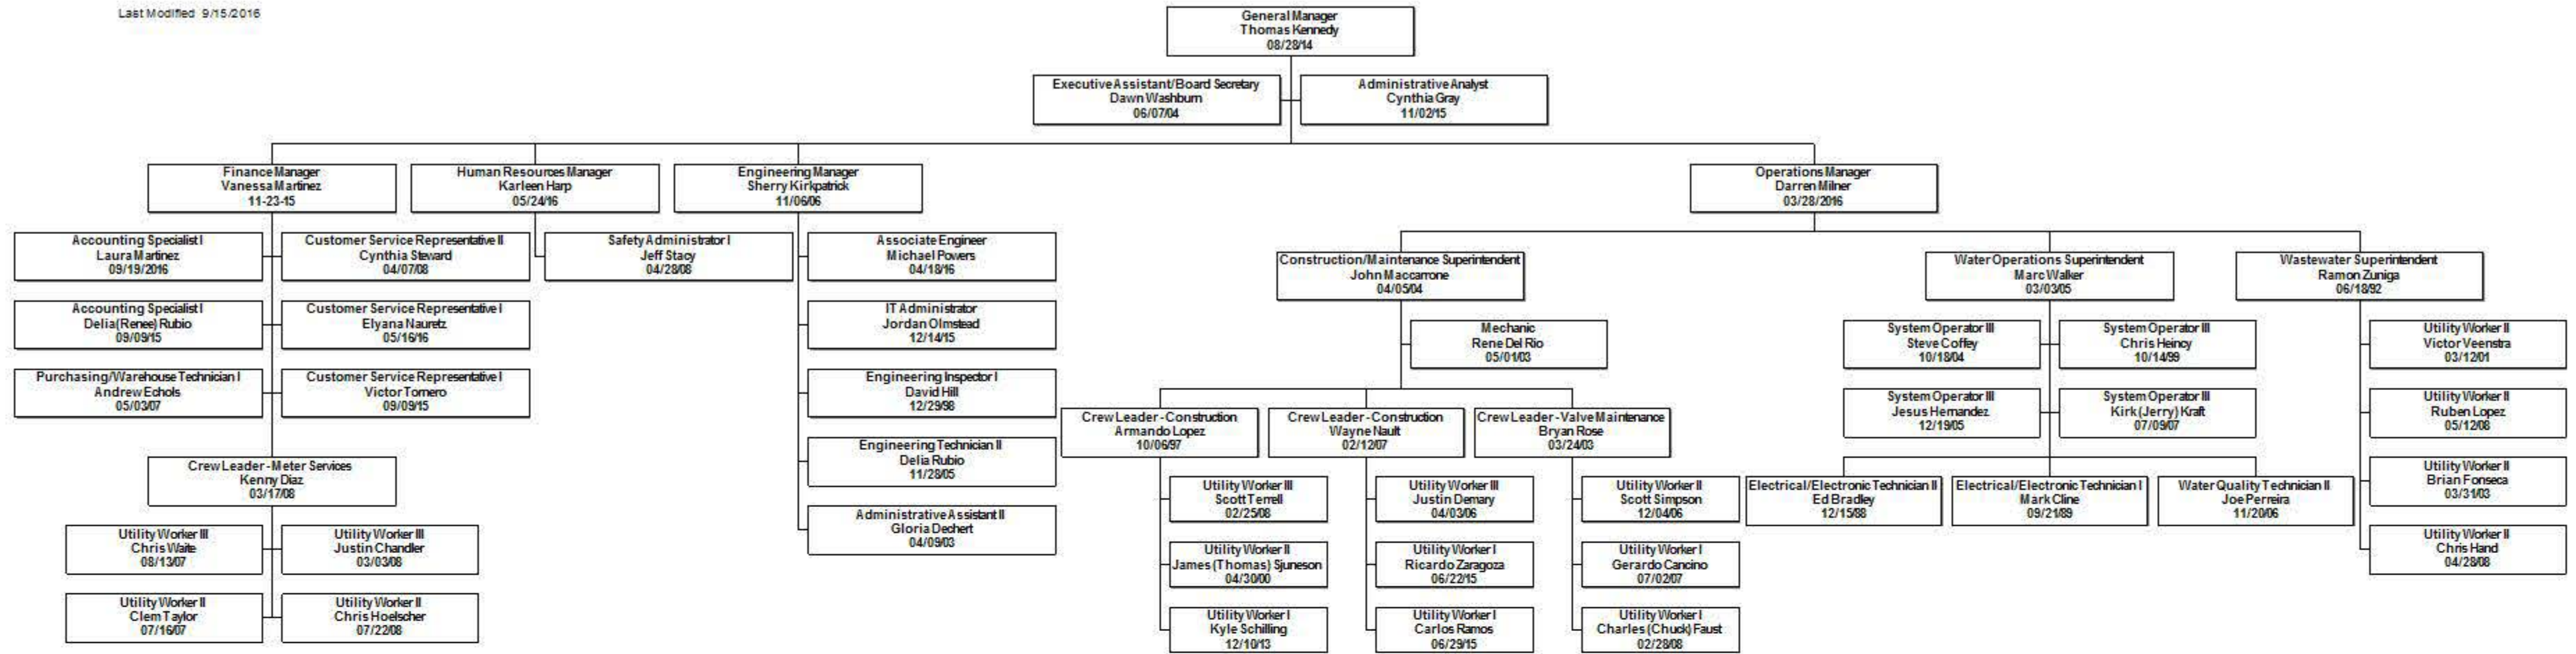 Last Modified 9/15/2016
General Manager
Thomas Kennedy
08/28/14
Executive Assistant/Board Secretary
Dawn Washburn
06/07/04
Administrative Analyst
Cynthia Gray
11/02/15
Finance Manager
Vanessa Martinez
11-23-15
Human Resources Manager
Karleen Harp
05/24/16
Engineering Manager
Sherry Kirkpatrick
11/06/06
Operations Manager
Darren Milner
03/28/2016
Accounting Specialist I
Laura Martinez
09/19/2016
Customer Service Representative II
Cynthia Steward
04/07/08
Accounting Specialist I
Delia(Renee) Rubio
09/09/15
Customer Service Representative I
Elyana Nauretz
05/16/16
Purchasing/Warehouse Technician I
Andrew Echols
05/03/07
Customer Service Representative I
Victor Tornero
09/09/15
Crew Leader - Meter Services
Kenny Diaz
03/17/08
Utility Worker III
Chris Waite
08/13/07
Utility Worker III
Justin Chandler
03/03/08
Utility Worker II
Clem Taylor
07/16/07
Utility Worker II
Chris Hoelscher
07/22/08
Safety Administrator I
Jeff Stacy
04/28/08
Associate Engineer
Michael Powers
04/18/16
IT Administrator
Jordan Olmstead
12/14/15
Engineering Inspector I
David Hill
12/29/98
Engineering Technician II
Delia Rubio
11/28/05
Administrative Assistant II
Gloria Dechert
04/09/03
Construction/Maintenance Superintendent
John Maccarrone
04/05/04
Mechanic
Rene Del Rio
05/01/03
Crew Leader - Construction
Armando Lopez
10/06/97
Utility Worker III
Scott Terrell
02/25/08
Utility Worker II
James (Thomas) Sjuneson
04/30/00
Utility Worker I
Kyle Schilling
12/10/13
Crew Leader - Construction
Wayne Nault
02/12/07
Utility Worker III
Justin Demary
04/03/06
Utility Worker I
Ricardo Zaragoza
06/22/15
Utility Worker I
Carlos Ramos
06/29/15
Crew Leader - Valve Maintenance
Bryan Rose
03/24/03
Utility Worker II
Scott Simpson
12/04/06
Utility Worker I
Gerardo Cancino
07/02/07
Utility Worker I
Charles (Chuck) Faust
02/28/08
Water Operations Superintendent
Marc Walker
03/03/05
System Operator III
Steve Coffey
10/18/04
System Operator III
Chris Heincy
10/14/99
System Operator III
Jesus Hernandez
12/19/05
System Operator III
Kirk (Jerry) Kraft
07/09/07
Electrical/Electronic Technician II
Ed Bradley
12/15/88
Electrical/Electronic Technician I
Mark Cline
09/21/89
Water Quality Technician II
Joe Perreira
11/20/06
Wastewater Superintendent
Ramon Zuniga
06/18/92
Utility Worker II
Victor Veenstra
03/12/01
Utility Worker II
Ruben Lopez
05/12/08
Utility Worker II
Brian Fonseca
03/31/03
Utility Worker II
Chris Hand
04/28/08